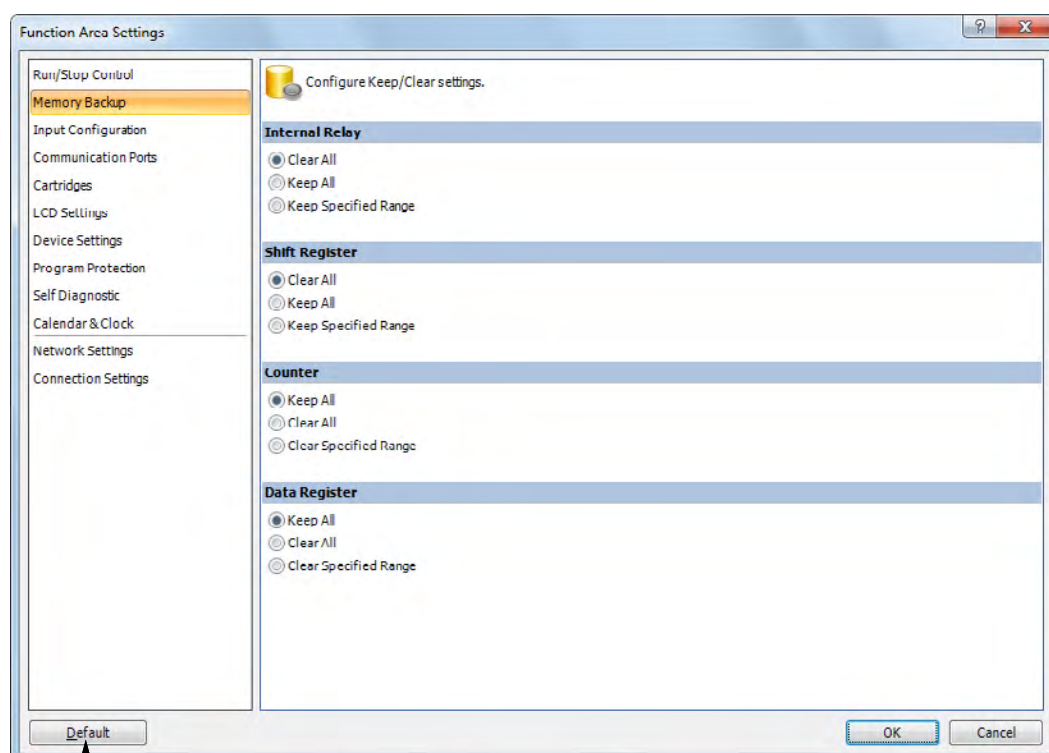 Function Area Settings
?
X
Run/Stop Control
Memory Backup
Input Configuration
Communication Ports
Cartridges
LCD Settings
Device Settings
Program Protection
Self Diagnostic
Calendar & Clock
Network Settings
Connection Settings
Configure Keep/Clear settings.
Internal Relay
Clear All
Keep All
Keep Specified Range
Shift Register
Clear All
Keep All
Keep Specified Range
Counter
Keep All
Clear All
Clear Specified Range
Data Register
Keep All
Clear All
Clear Specified Range
Default
OK
Cancel